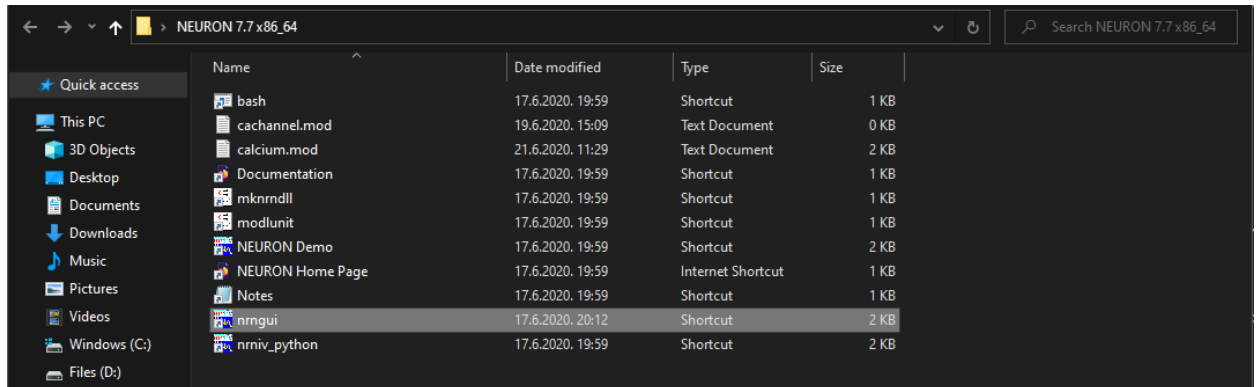 NEURON 7.7 x86_64
Search NEURON 7.7 x86_64
Name Date modified Type Size
Quick access
This PC
3D Objects
Desktop
Documents
Downloads
Music
Pictures
Videos
Windows (C:)
Files (D:)
bash 17.6.2020. 19:59 Shortcut 1 KB
cachannel.mod 19.6.2020. 15:09 Text Document 0 KB
calcium.mod 21.6.2020. 11:29 Text Document 2 KB
Documentation 17.6.2020. 19:59 Shortcut 1 KB
mknrndll 17.6.2020. 19:59 Shortcut 1 KB
modlunit 17.6.2020. 19:59 Shortcut 1 KB
NEURON Demo 17.6.2020. 19:59 Shortcut 2 KB
NEURON Home Page 17.6.2020. 19:59 Internet Shortcut 1 KB
Notes 17.6.2020. 19:59 Shortcut 1 KB
nrngui 17.6.2020. 20:12 Shortcut 2 KB
nrniv_python 17.6.2020. 19:59 Shortcut 2 KB